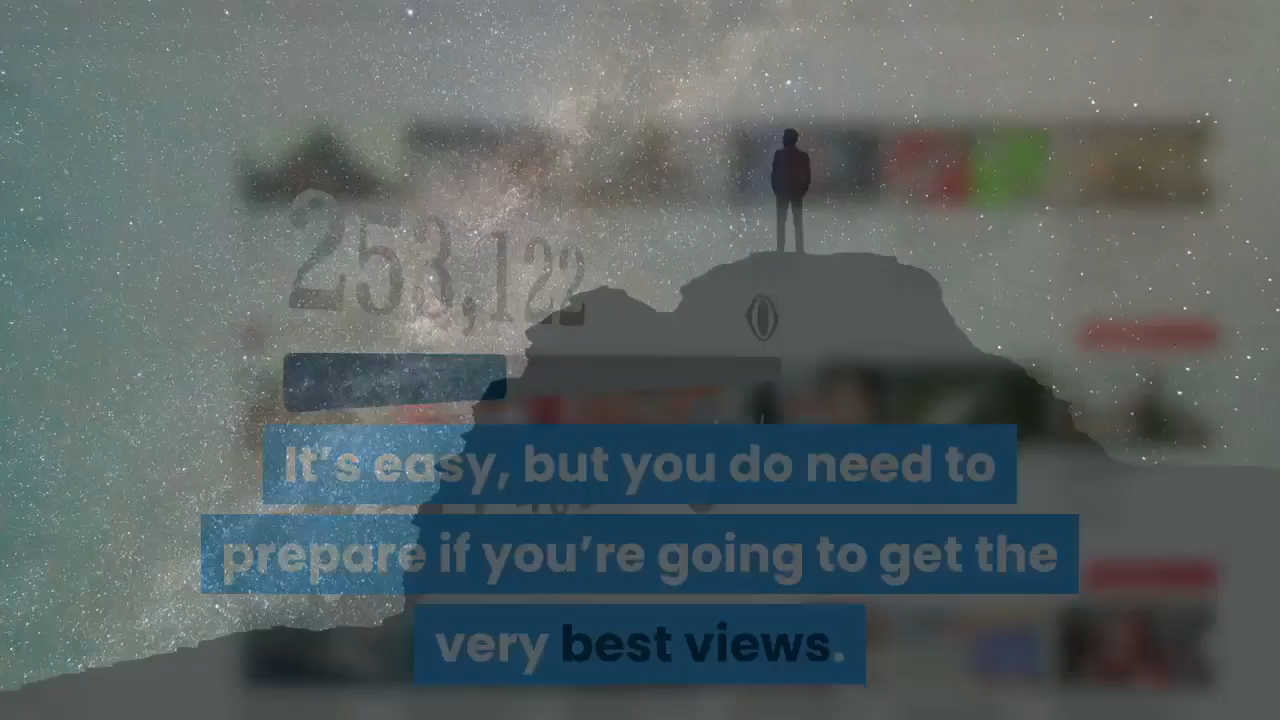 253,122
It's easy, but you do need to
prepare if you're going to get the
very best views.